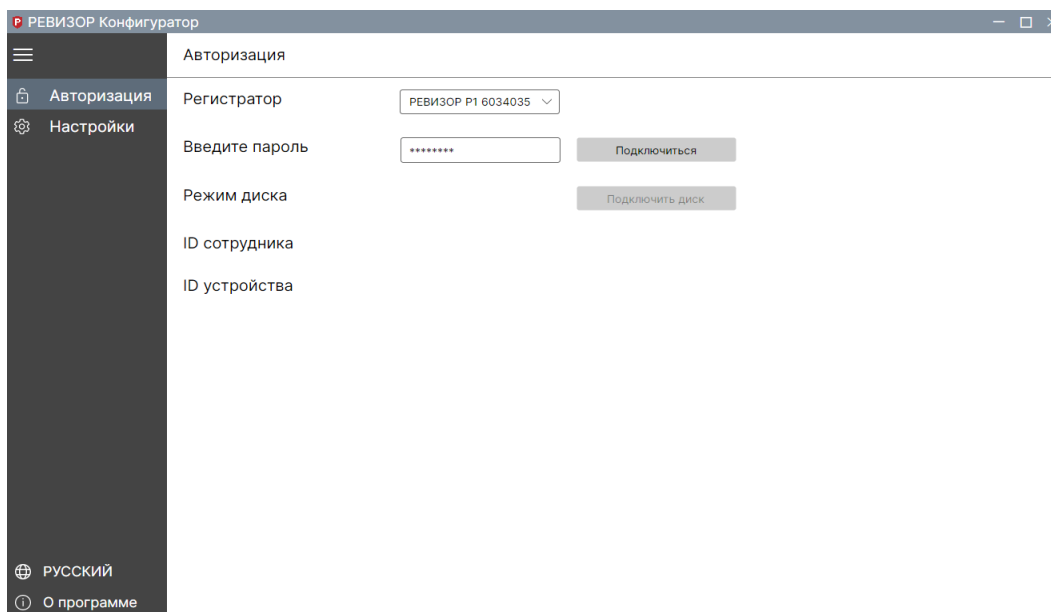 РЕВИЗОР Конфигуратор
Авторизация
Авторизация
Настройки
Регистратор
РЕВИЗОР Р1 6034035
Введите пароль
********
Подключиться
Режим диска
Подключить диск
ID сотрудника
ID устройства
РУССКИЙ
О программе